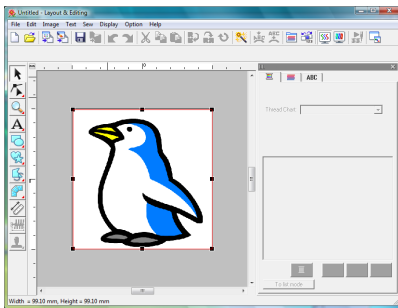 Untitled - Layout & Editing
File Edit Image Text Sew Display Option Help
ABC
Thread Chart
To list mode
Width = 99.10 mm, Height = 99.10 mm